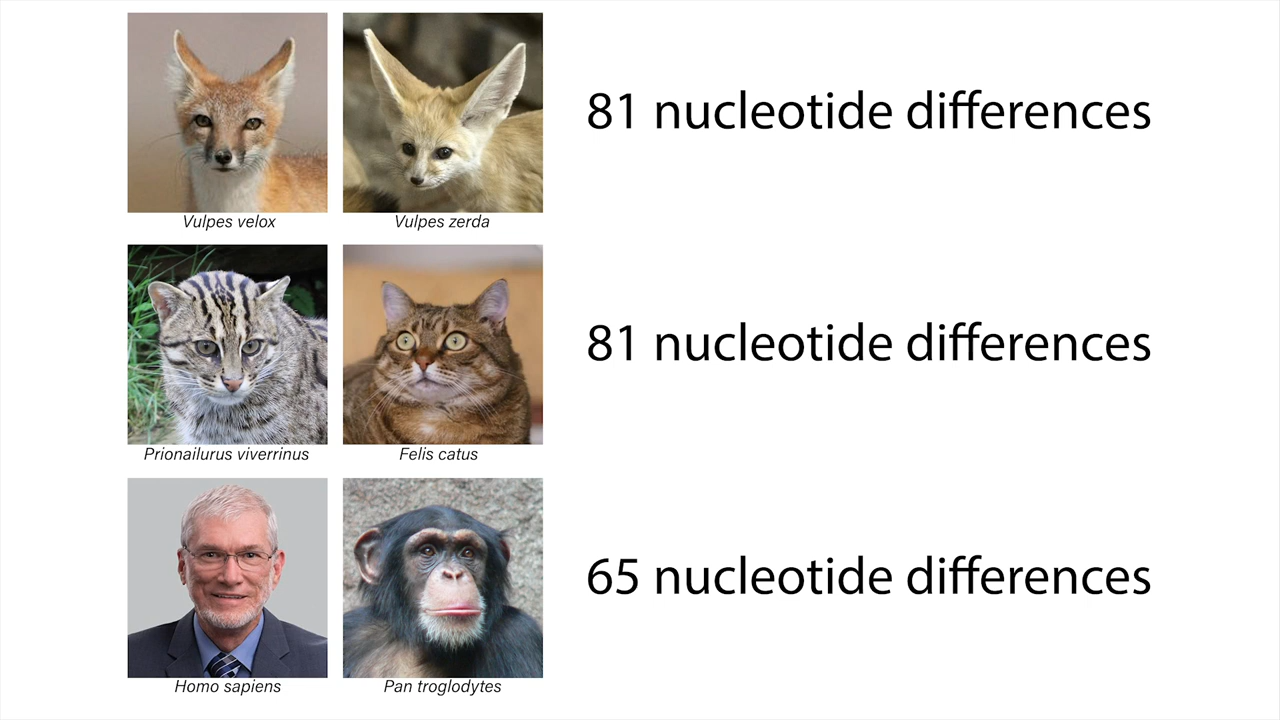 Vulpes velox
Vulpes zerda
81 nucleotide differences
Prionailurus viverrinus
Felis catus
81 nucleotide differences
Homo sapiens
Pan troglodytes
65 nucleotide differences